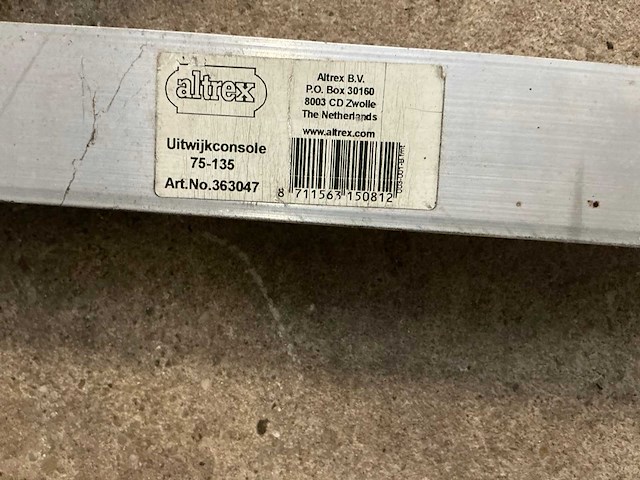 altrex
Altrex B.V.
P.O. Box 30160
8003 CD Zwolle
The Netherlands
www.altrex.com
Uitwijkconsole
75-135
Art.No.363047
8 711563 150812